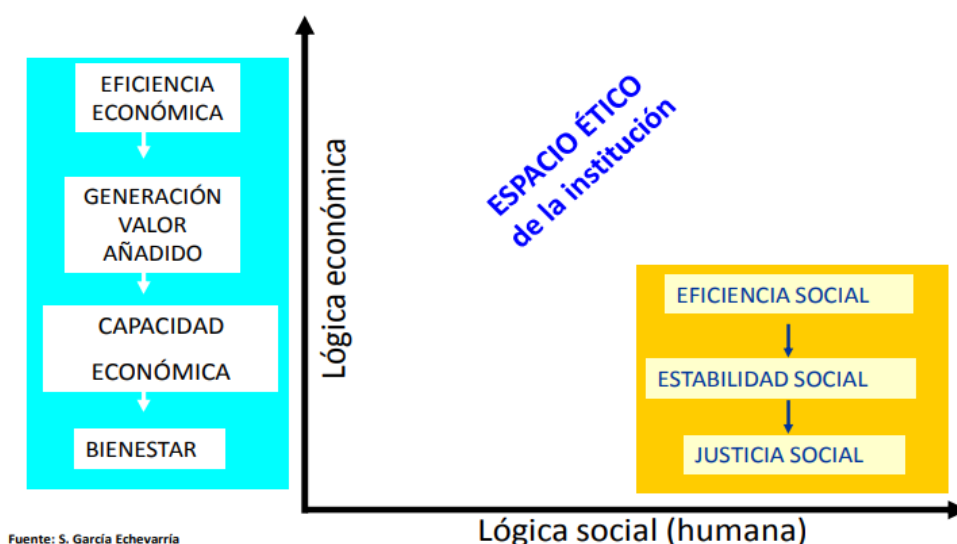 EFICIENCIA
ECONÓMICA
GENERACIÓN
VALOR
AÑADIDO
CAPACIDAD
ECONÓMICA
BIENESTAR
Lógica económica
ESPACIO ÉTICO
de la institución
EFICIENCIA SOCIAL
ESTABILIDAD SOCIAL
JUSTICIA SOCIAL
Lógica social (humana)
Fuente: S. García Echevarría